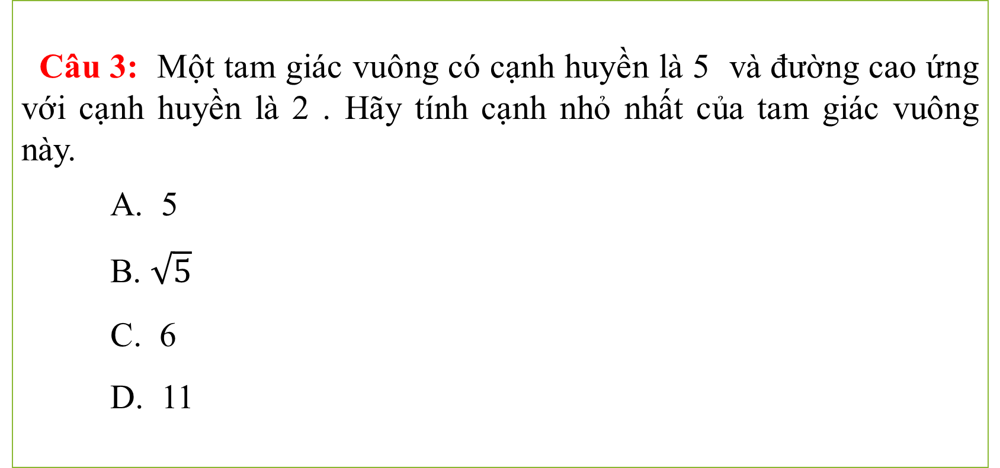 Câu 3: Một tam giác vuông có cạnh huyền là 5 và đường cao ứng
với cạnh huyền là 2 . Hãy tính cạnh nhỏ nhất của tam giác vuông
này.
A. 5
B. √5
C. 6
D. 11